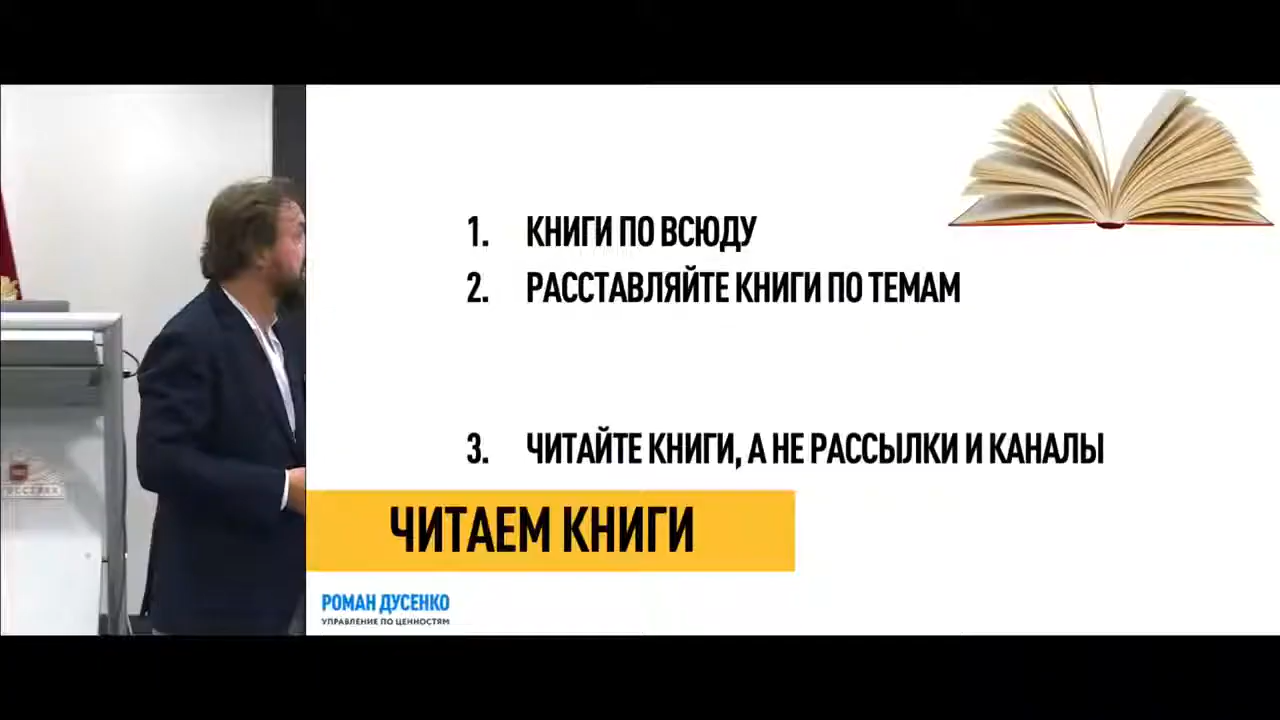 1. КНИГИ ПО ВСЮДУ
2. РАССТАВЛЯЙТЕ КНИГИ ПО ТЕМАМ
3. ЧИТАЙТЕ КНИГИ, А НЕ РАССЫЛКИ И КАНАЛЫ
ЧИТАЕМ КНИГИ
РОМАН ДУСЕНКО
УПРАВЛЕНИЕ ПО ЦЕННОСТЯМ